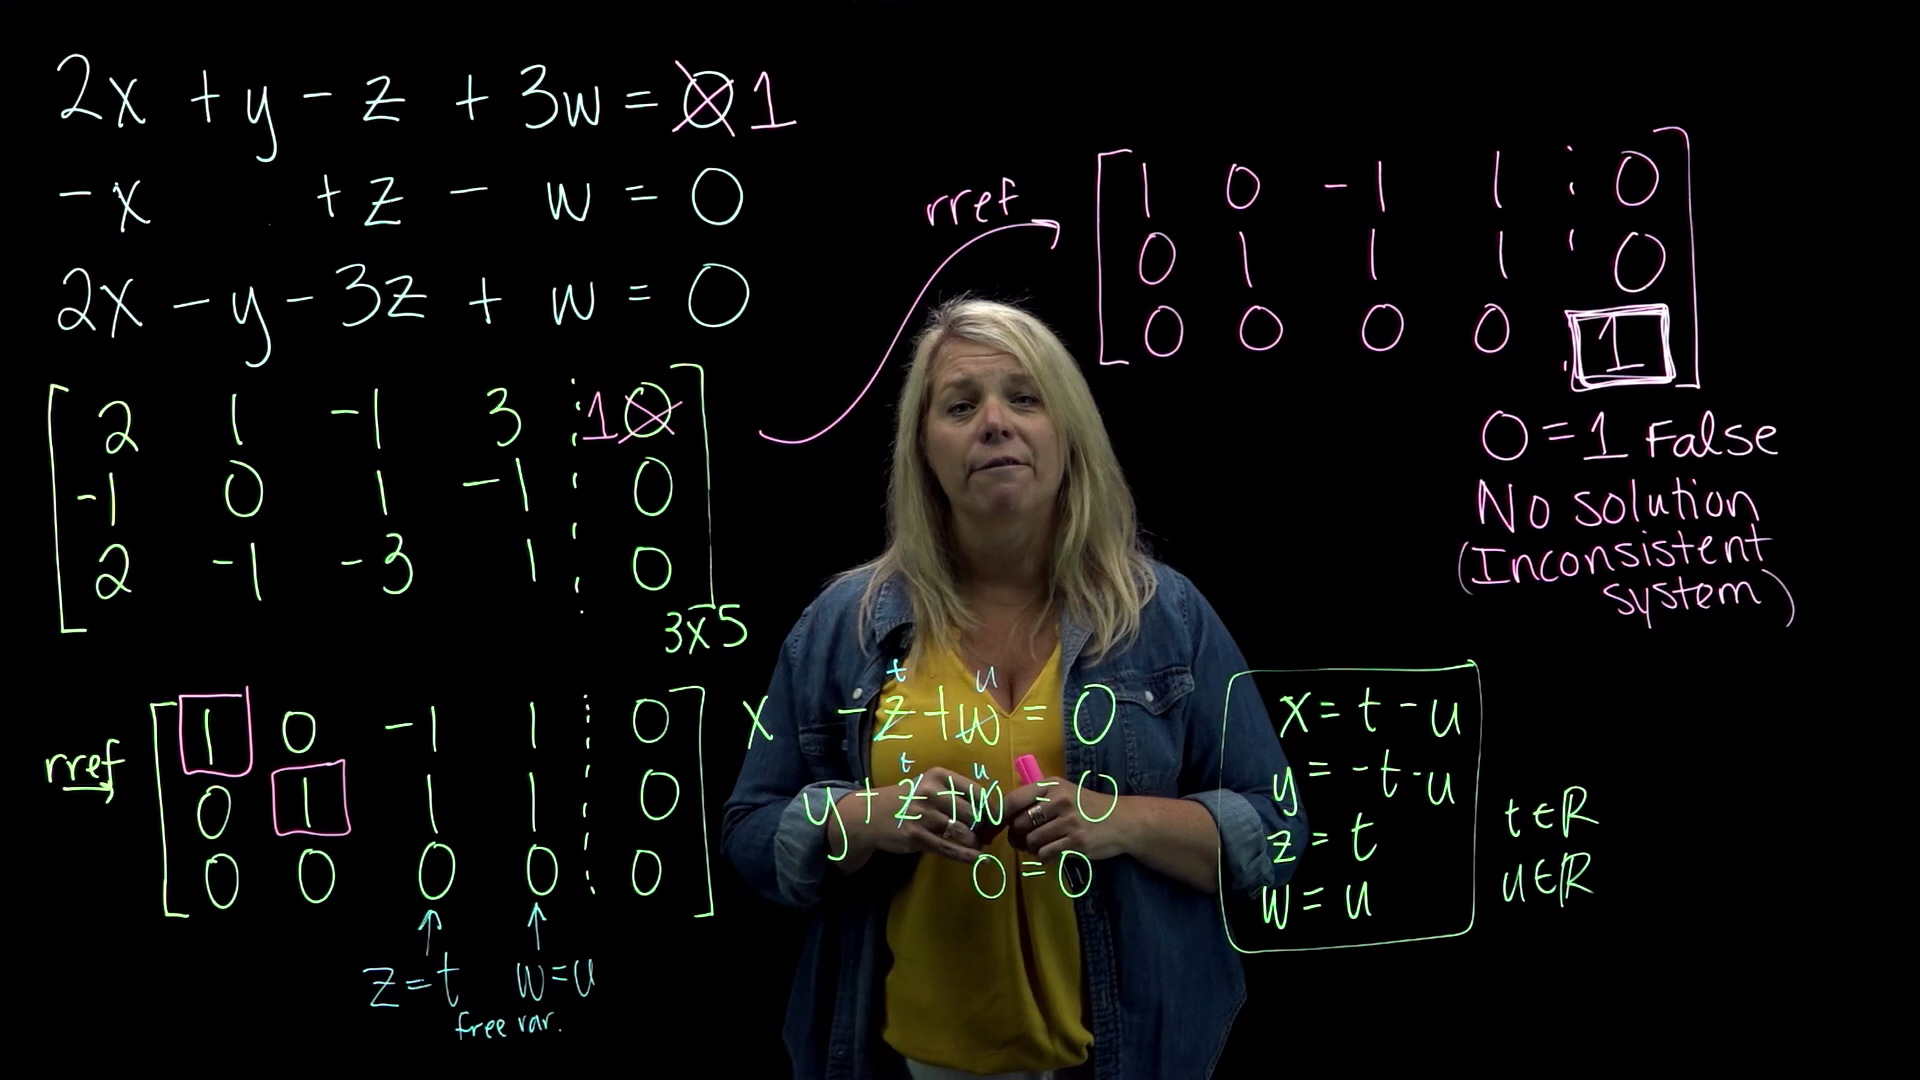 2x + y - z + 3w = 0 1
-x + z - w = 0
2x - y - 3z + w = 0
2 1 -1 3 1 0
-1 0 1 -1 0
2 -1 -3 1 0
3x5
rref
1 0 -1 1 0
0 1 1 1 0
0 0 0 0 1
0 = 1 False
No solution
(Inconsistent
system)
rref
1 0 -1 1 0
0 1 1 1 0
0 0 0 0 0
z = t w = u
free var.
t u
x - z + w = 0
t u
y + z + w = 0
0 = 0
x = t - u
y = -t - u
z = t
w = u
t ∈ ℝ
u ∈ ℝ